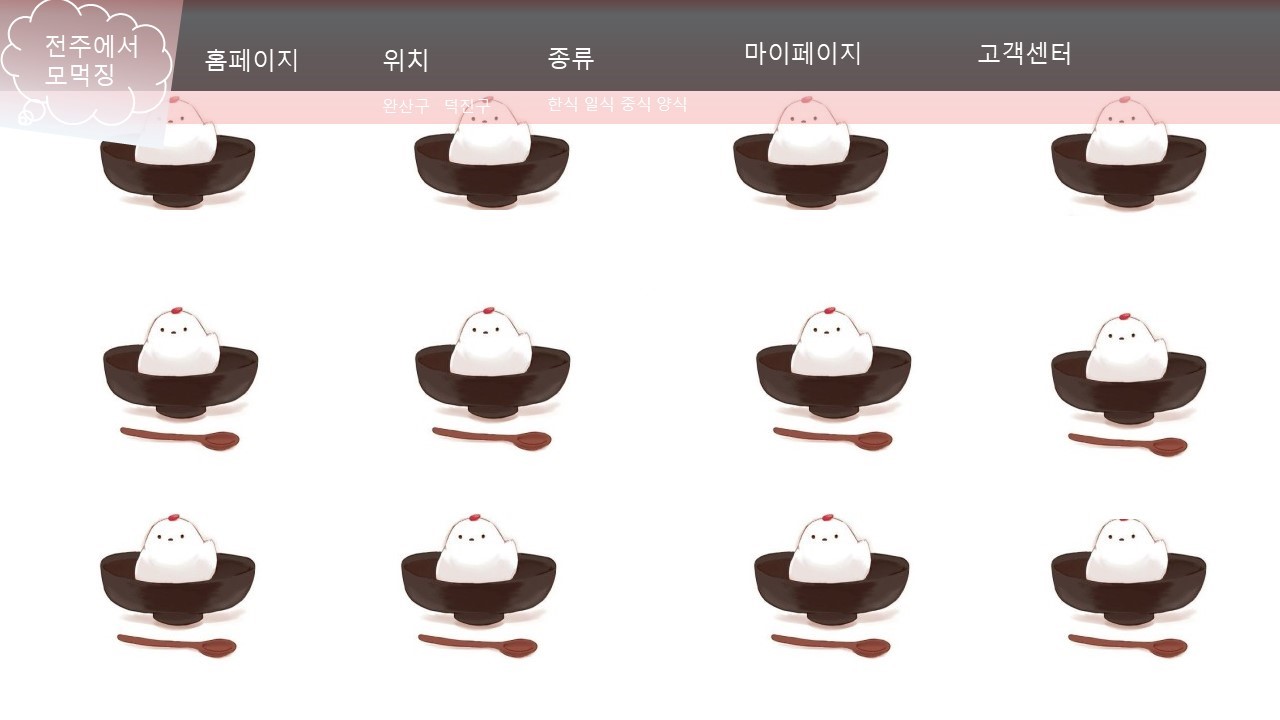 전주에서
모먹징
홈페이지 위치 종류 마이페이지 고객센터
완산구 덕진구 한식 일식 중식 양식